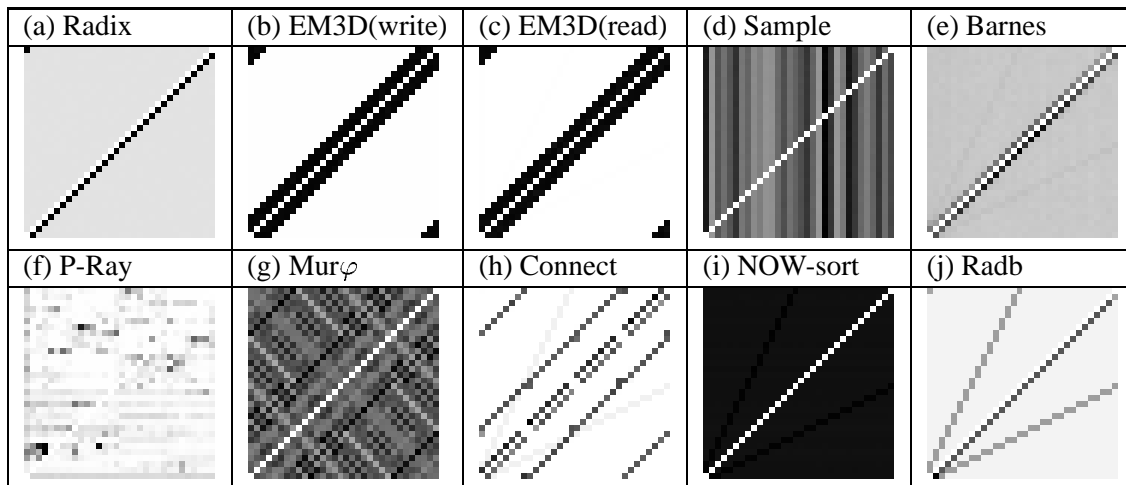 (a) Radix (b) EM3D(write) (c) EM3D(read) (d) Sample (e) Barnes
(f) P-Ray (g) Murφ (h) Connect (i) NOW-sort (j) Radb